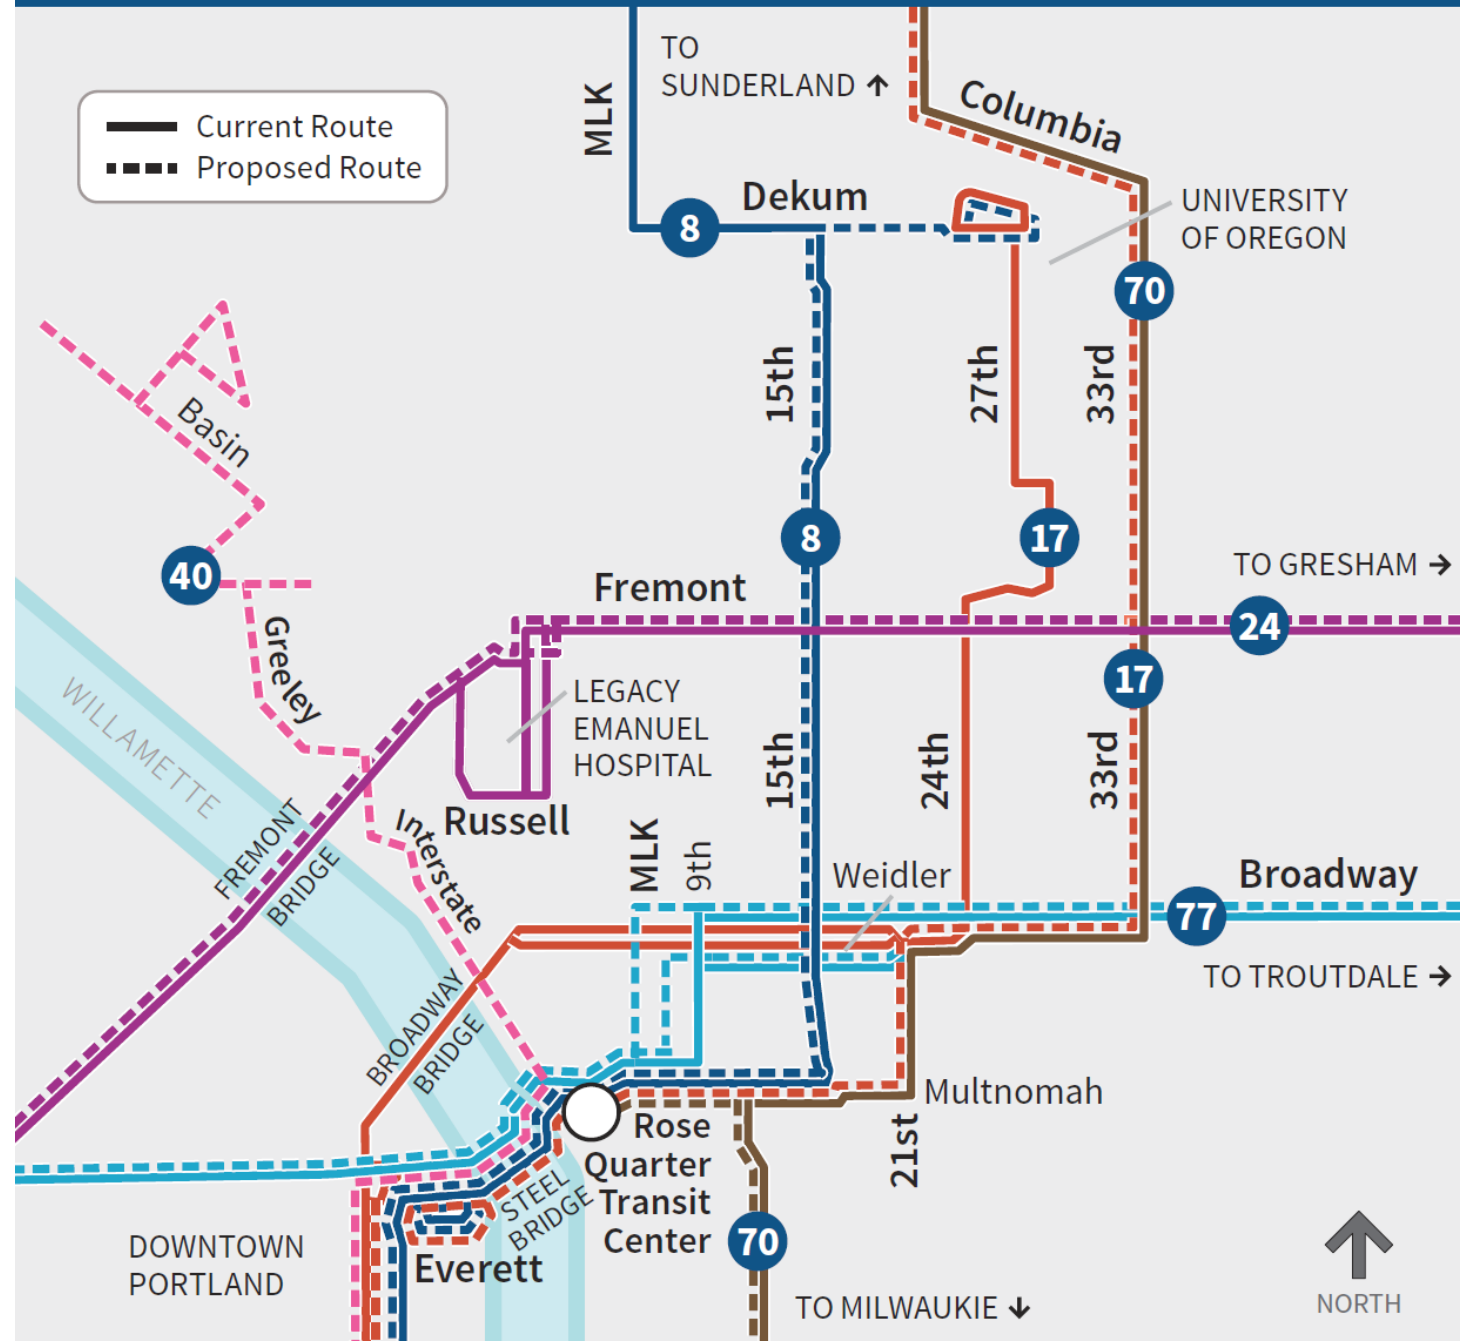 TO
SUNDERLAND ↑
MLK
Columbia
Current Route
Proposed Route
Dekum
8
UNIVERSITY
OF OREGON
70
15th
27th
33rd
Basin
8
17
TO GRESHAM →
40
Fremont
24
Greeley
17
LEGACY
EMANUEL
HOSPITAL
WILLAMETTE
15th
24th
33rd
Russell
Interstate
FREMONT
BRIDGE
MLK
9th
Weidler
Broadway
77
TO TROUTDALE →
BROADWAY
BRIDGE
Multnomah
21st
Rose
Quarter
Transit
Center
STEEL
BRIDGE
70
DOWNTOWN
PORTLAND
Everett
TO MILWAUKIE ↓
NORTH